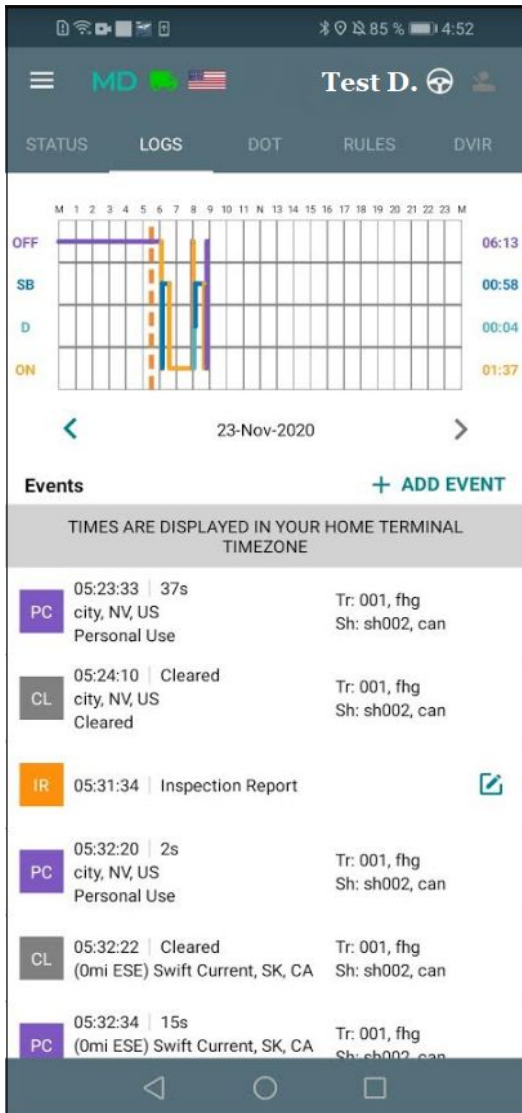 85 % 4:52
MD Test D.
STATUS LOGS DOT RULES DVIR
M 1 2 3 4 5 6 7 8 9 10 11 N 13 14 15 16 17 18 19 20 21 22 23 M
OFF 06:13
SB 00:58
D 00:04
ON 01:37
23-Nov-2020
Events + ADD EVENT
TIMES ARE DISPLAYED IN YOUR HOME TERMINAL
TIMEZONE
05:23:33 | 37s
PC city, NV, US Tr: 001, fhg
Personal Use Sh: sh002, can
05:24:10 | Cleared
CL city, NV, US Tr: 001, fhg
Cleared Sh: sh002, can
IR 05:31:34 | Inspection Report
05:32:20 | 2s
PC city, NV, US Tr: 001, fhg
Personal Use Sh: sh002, can
05:32:22 | Cleared Tr: 001, fhg
CL (0mi ESE) Swift Current, SK, CA Sh: sh002, can
05:32:34 | 15s Tr: 001, fhg
PC (0mi ESE) Swift Current, SK, CA Sh: sh002, can